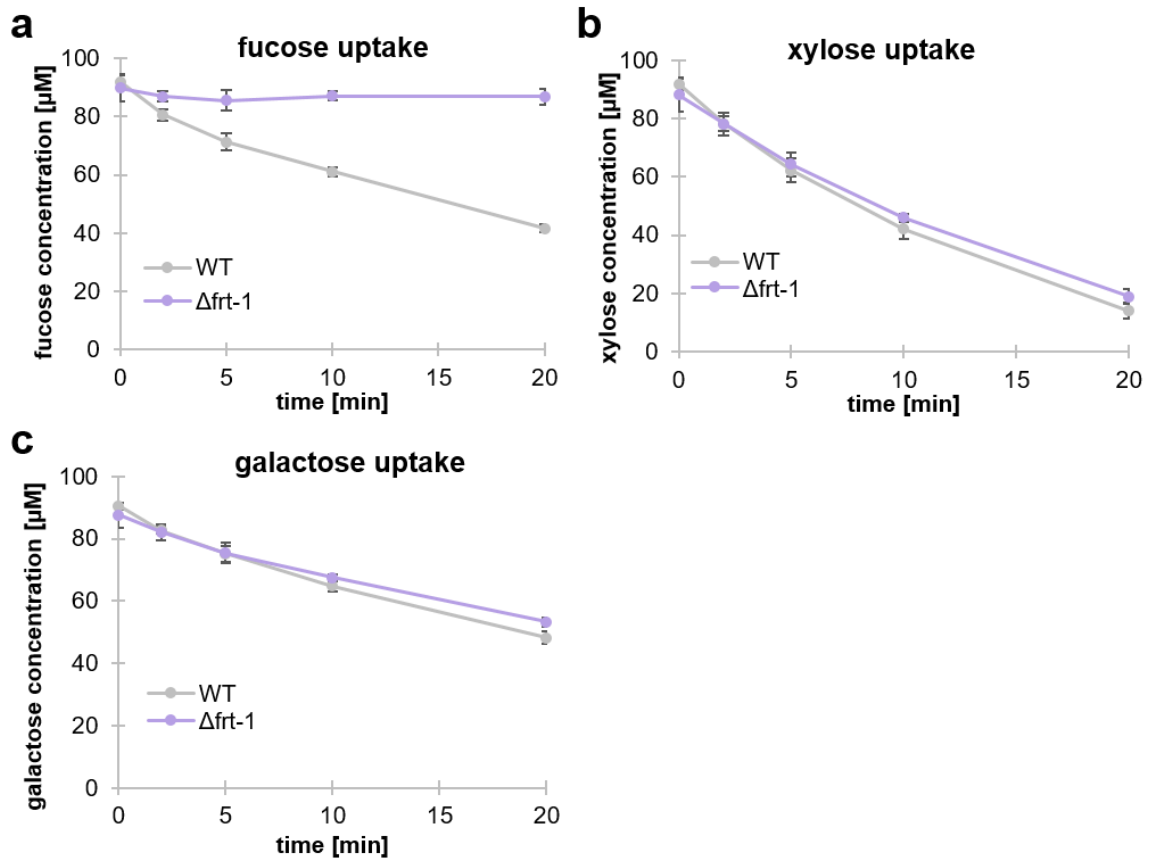 a
fucose uptake
fucose concentration [µM]
100
80
60
40
20
0
WT
Δfrt-1
0 5 10 15 20
time [min]
b
xylose uptake
xylose concentration [µM]
100
80
60
40
20
0
WT
Δfrt-1
0 5 10 15 20
time [min]
c
galactose uptake
galactose concentration [µM]
100
80
60
40
20
0
WT
Δfrt-1
0 5 10 15 20
time [min]